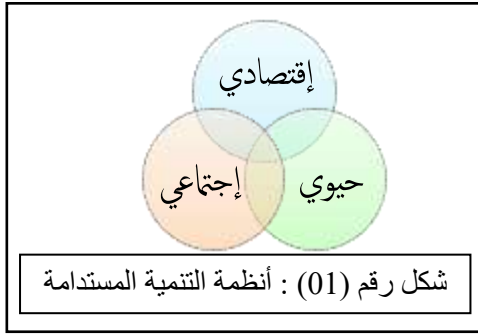 إقتصادي
حيوي
إجتماعي
شكل رقم (01) : أنظمة التنمية المستدامة